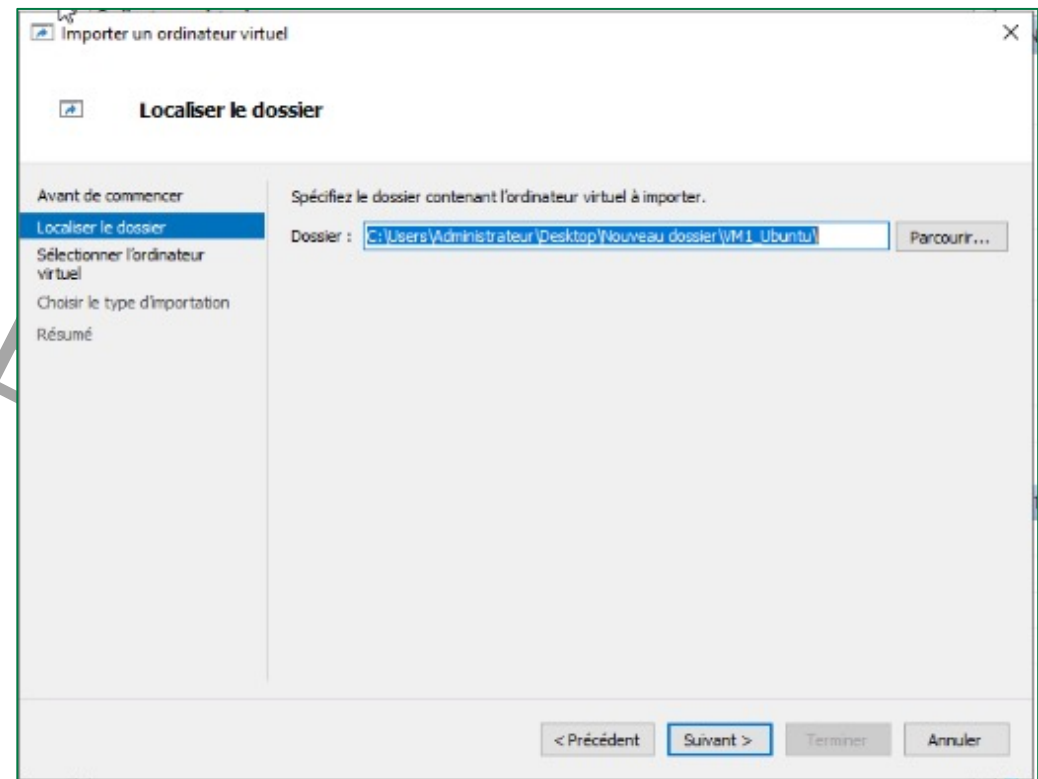 Importer un ordinateur virtuel
Localiser le dossier
Avant de commencer
Localiser le dossier
Sélectionner l'ordinateur
virtuel
Choisir le type d'importation
Résumé
Spécifiez le dossier contenant l'ordinateur virtuel à importer.
Dossier : C:\Users\Administrateur\Desktop\Nouveau dossier\VM1_Ubuntu\ Parcourir...
< Précédent Suivant > Terminer Annuler